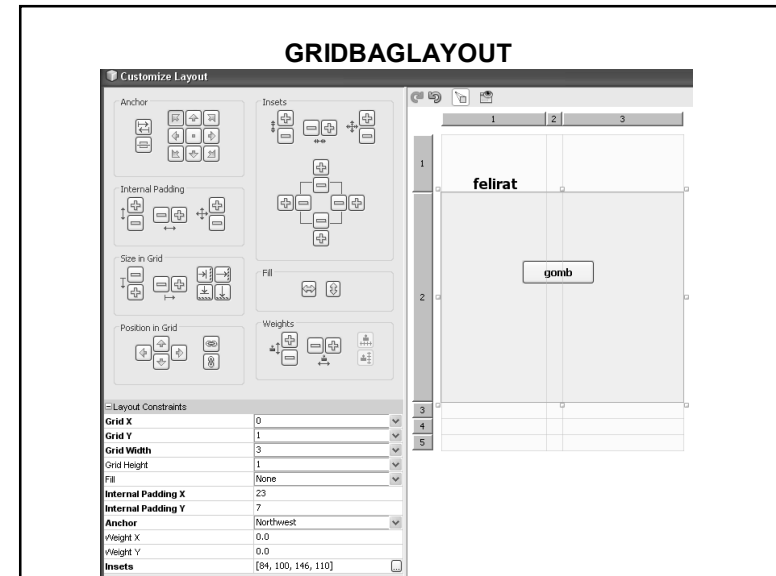 GRIDBAGLAYOUT
Customize Layout
Anchor
Insets
Internal Padding
Size in Grid
Fill
Position in Grid
Weights
1 2 3
1
felirat
gomb
2
3
4
5
Layout Constraints
Grid X 0
Grid Y 1
Grid Width 3
Grid Height 1
Fill None
Internal Padding X 23
Internal Padding Y 7
Anchor Northwest
Weight X 0.0
Weight Y 0.0
Insets [84, 100, 146, 110] ...